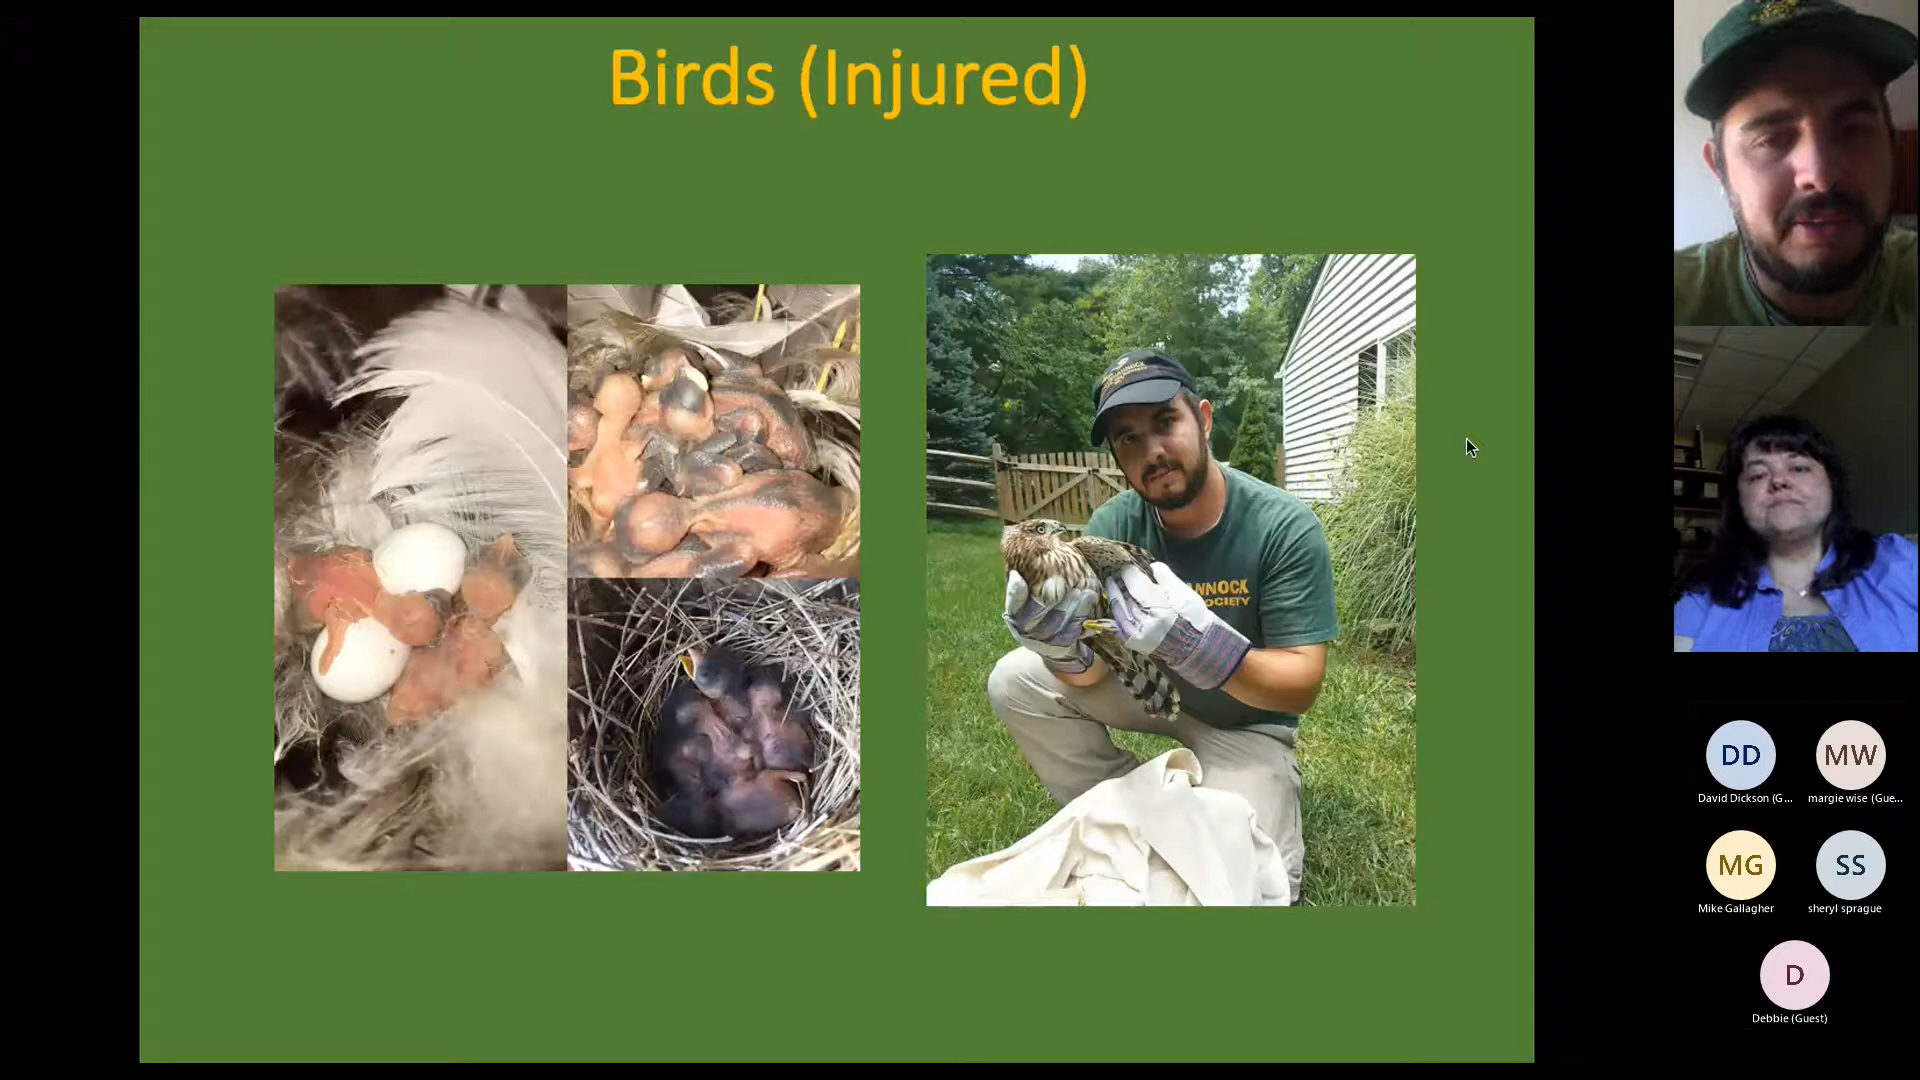 Birds (Injured)
NNOCK
OCIETY
DD
MW
David Dickson (G...
margie wise (Gue...
MG
SS
Mike Gallagher
sheryl sprague
D
Debbie (Guest)